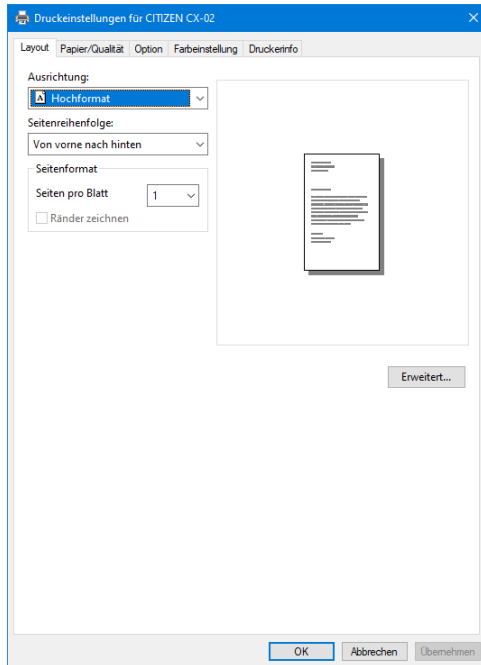 Druckeinstellungen für CITIZEN CX-02
Layout Papier/Qualität Option Farbeinstellung Druckerinfo
Ausrichtung:
A Hochformat
Seitenreihenfolge:
Von vorne nach hinten
Seitenformat
Seiten pro Blatt 1
Ränder zeichnen
Erweitert...
OK Abbrechen Übernehmen